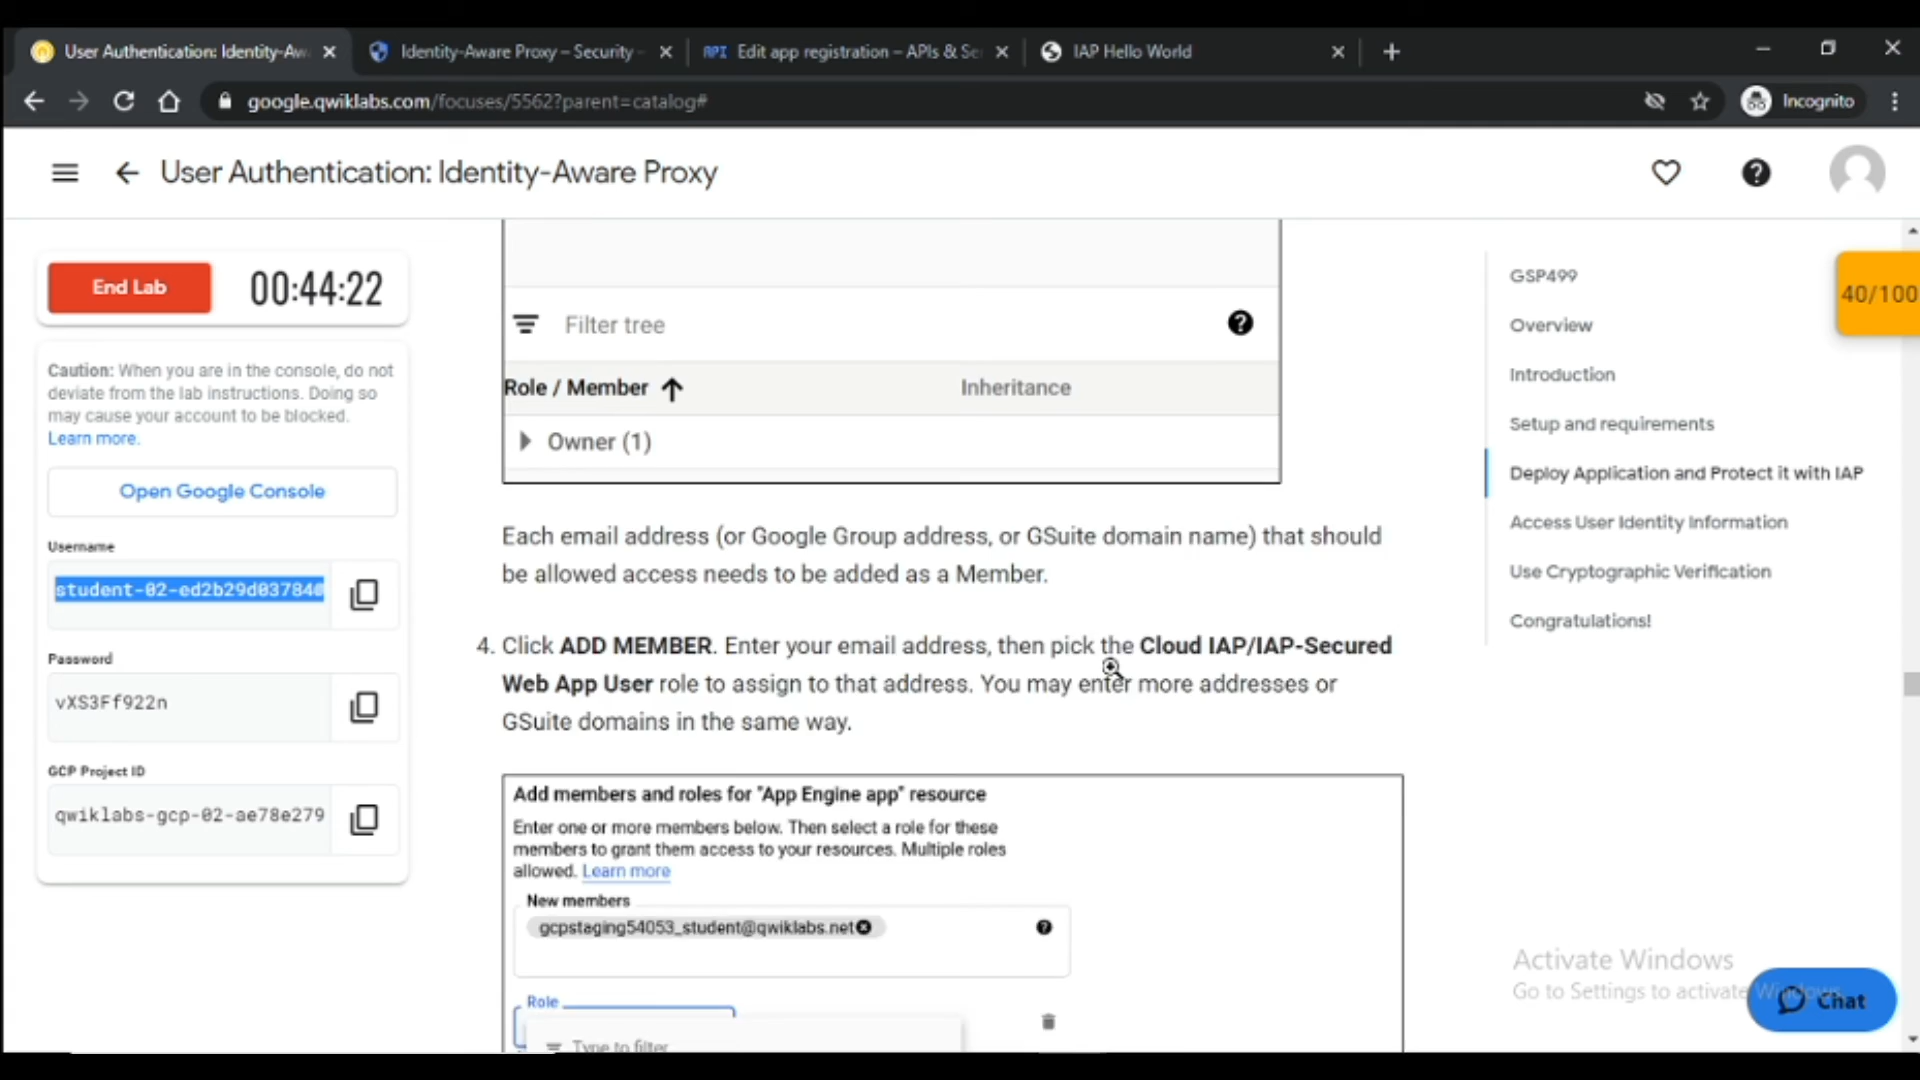 User Authentication: Identity-Aw
Identity-Aware Proxy – Security -
API Edit app registration – APIs & Se
IAP Hello World
google.qwiklabs.com/focuses/5562?parent=catalog#
Incognito
User Authentication: Identity-Aware Proxy
End Lab
00:44:22
Caution: When you are in the console, do not
deviate from the lab instructions. Doing so
may cause your account to be blocked.
Learn more.
Open Google Console
Username
student-02-ed2b29d03784@
Password
vXS3Ff922n
GCP Project ID
qwiklabs-gcp-02-ae78e279
Filter tree
Role / Member
Inheritance
Owner (1)
Each email address (or Google Group address, or GSuite domain name) that should
be allowed access needs to be added as a Member.
4. Click ADD MEMBER. Enter your email address, then pick the Cloud IAP/IAP-Secured
Web App User role to assign to that address. You may enter more addresses or
GSuite domains in the same way.
Add members and roles for "App Engine app" resource
Enter one or more members below. Then select a role for these
members to grant them access to your resources. Multiple roles
allowed. Learn more
New members
gcpstaging54053_student@qwiklabs.net
Role
Type to filter
GSP499
Overview
Introduction
Setup and requirements
Deploy Application and Protect it with IAP
Access User Identity Information
Use Cryptographic Verification
Congratulations!
40/100
Activate Windows
Go to Settings to activate Windows.
Chat